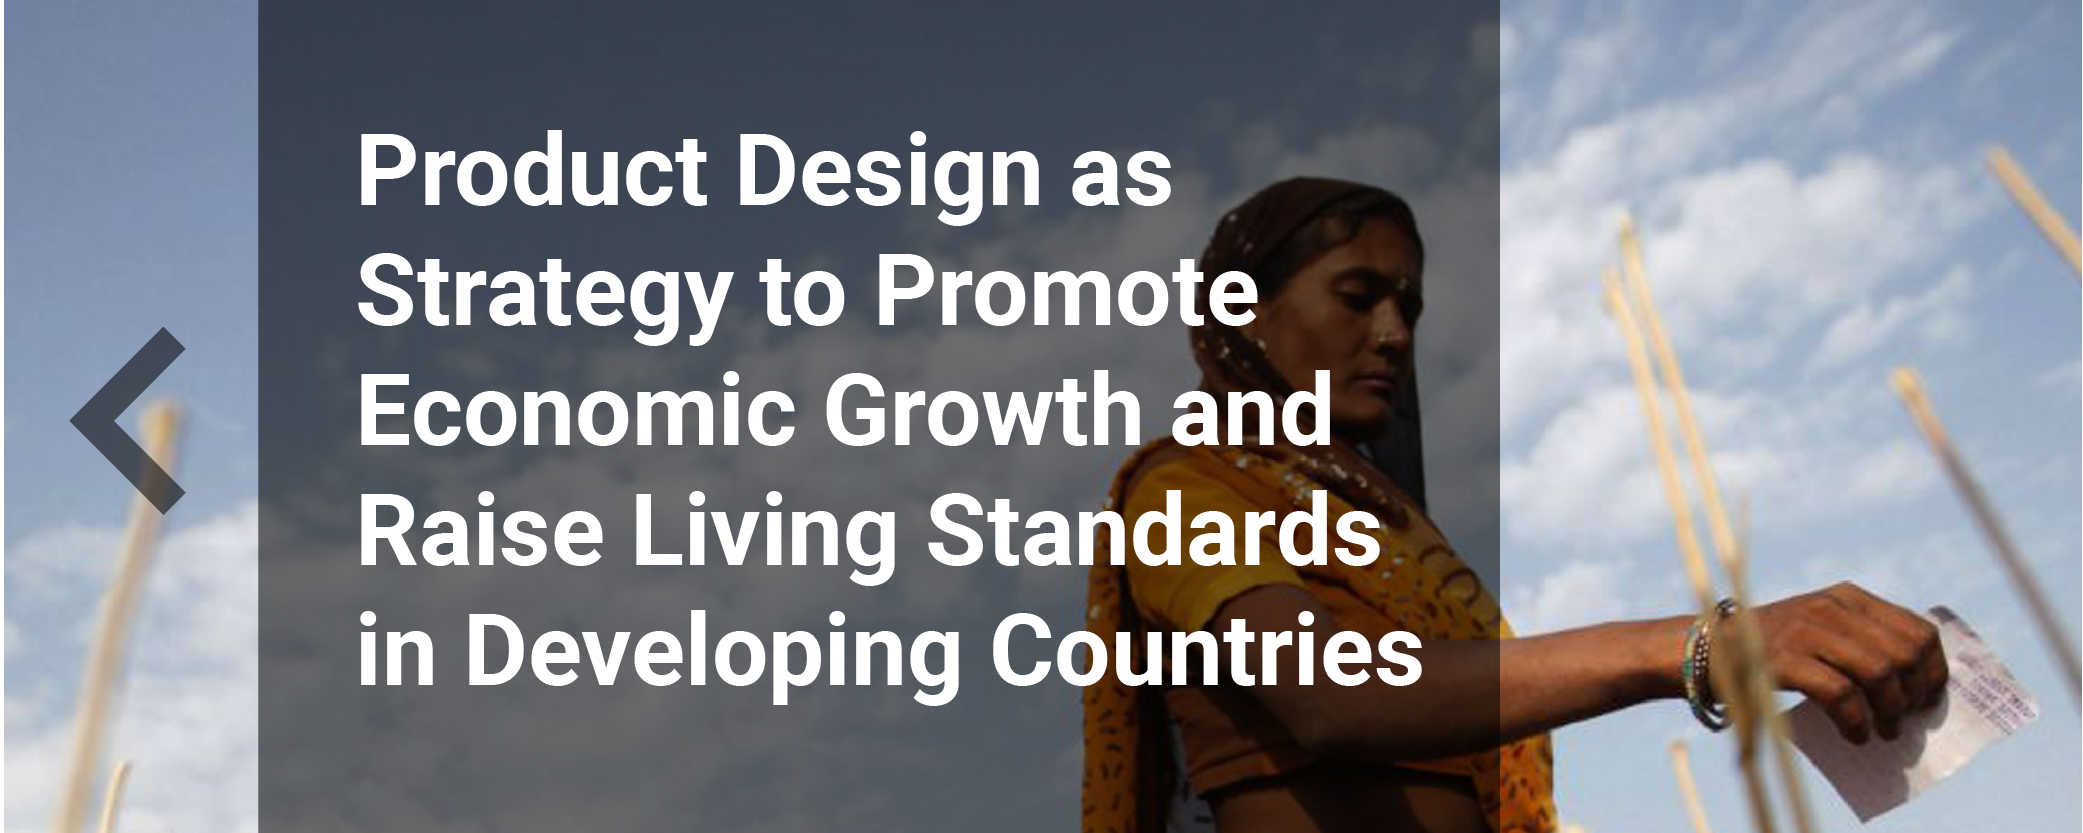 Product Design as
Strategy to Promote
Economic Growth and
Raise Living Standards
in Developing Countries